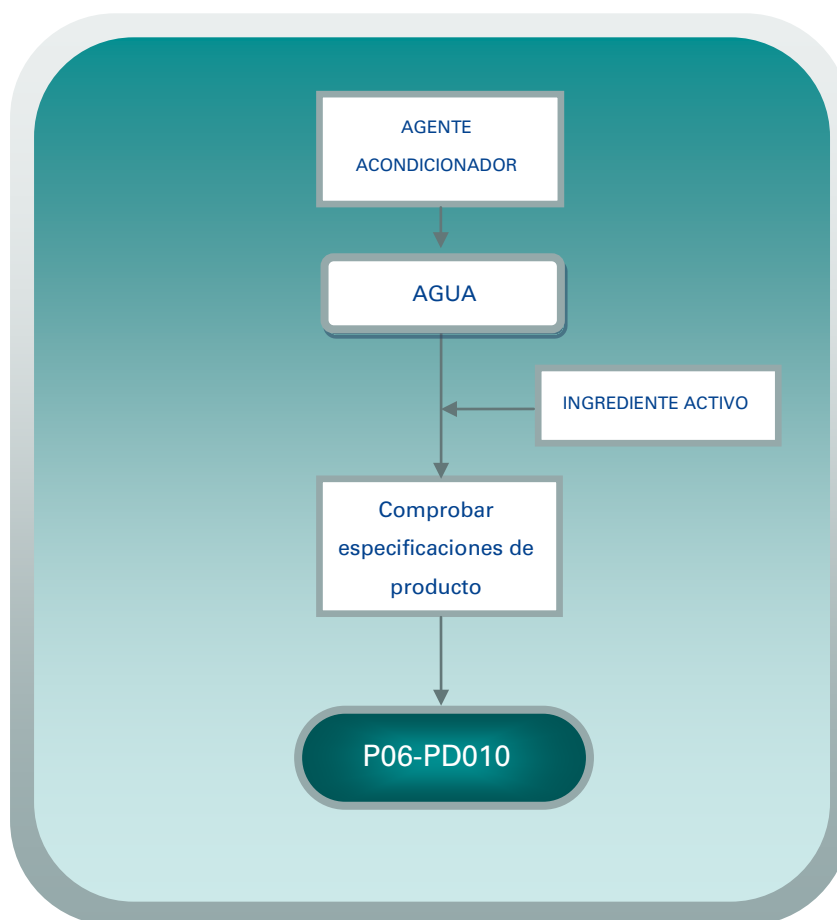 AGENTE
ACONDICIONADOR
AGUA
INGREDIENTE ACTIVO
Comprobar
especificaciones de
producto
P06-PD010